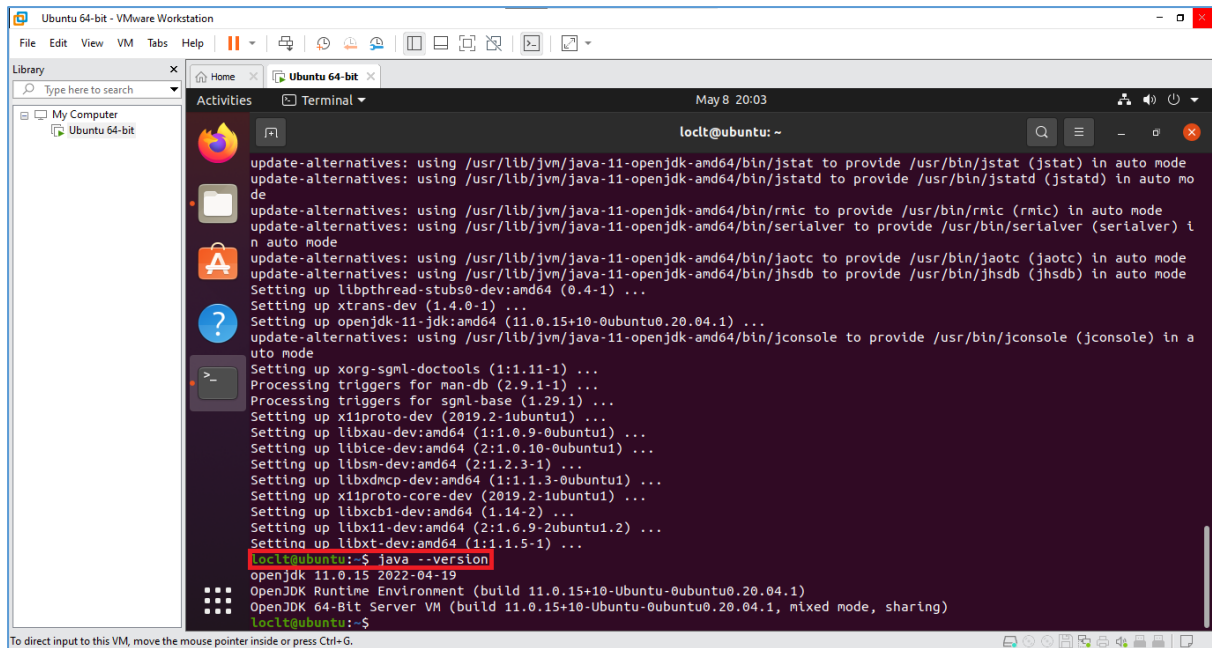 Ubuntu 64-bit - VMware Workstation
File Edit View VM Tabs Help
Library
Type here to search
My Computer
Ubuntu 64-bit
Home
Ubuntu 64-bit
Activities Terminal May 8 20:03
loclt@ubuntu: ~
update-alternatives: using /usr/lib/jvm/java-11-openjdk-amd64/bin/jstat to provide /usr/bin/jstat (jstat) in auto mode
update-alternatives: using /usr/lib/jvm/java-11-openjdk-amd64/bin/jstatd to provide /usr/bin/jstatd (jstatd) in auto mo
de
update-alternatives: using /usr/lib/jvm/java-11-openjdk-amd64/bin/rmic to provide /usr/bin/rmic (rmic) in auto mode
update-alternatives: using /usr/lib/jvm/java-11-openjdk-amd64/bin/serialver to provide /usr/bin/serialver (serialver) i
n auto mode
update-alternatives: using /usr/lib/jvm/java-11-openjdk-amd64/bin/jaotc to provide /usr/bin/jaotc (jaotc) in auto mode
update-alternatives: using /usr/lib/jvm/java-11-openjdk-amd64/bin/jhsdb to provide /usr/bin/jhsdb (jhsdb) in auto mode
Setting up libpthread-stubs0-dev:amd64 (0.4-1) ...
Setting up xtrans-dev (1.4.0-1) ...
Setting up openjdk-11-jdk:amd64 (11.0.15+10-0ubuntu0.20.04.1) ...
update-alternatives: using /usr/lib/jvm/java-11-openjdk-amd64/bin/jconsole to provide /usr/bin/jconsole (jconsole) in a
uto mode
Setting up xorg-sgml-doctools (1:1.11-1) ...
Processing triggers for man-db (2.9.1-1) ...
Processing triggers for sgml-base (1.29.1) ...
Setting up x11proto-dev (2019.2-1ubuntu1) ...
Setting up libxau-dev:amd64 (1:1.0.9-0ubuntu1) ...
Setting up libice-dev:amd64 (2:1.0.10-0ubuntu1) ...
Setting up libsm-dev:amd64 (2:1.2.3-1) ...
Setting up libxdmcp-dev:amd64 (1:1.1.3-0ubuntu1) ...
Setting up x11proto-core-dev (2019.2-1ubuntu1) ...
Setting up libxcb1-dev:amd64 (1.14-2) ...
Setting up libx11-dev:amd64 (2:1.6.9-2ubuntu1.2) ...
Setting up libxt-dev:amd64 (1:1.1.5-1) ...
loclt@ubuntu:~$ java --version
openjdk 11.0.15 2022-04-19
OpenJDK Runtime Environment (build 11.0.15+10-Ubuntu-0ubuntu0.20.04.1)
OpenJDK 64-Bit Server VM (build 11.0.15+10-Ubuntu-0ubuntu0.20.04.1, mixed mode, sharing)
loclt@ubuntu:~$
To direct input to this VM, move the mouse pointer inside or press Ctrl+G.